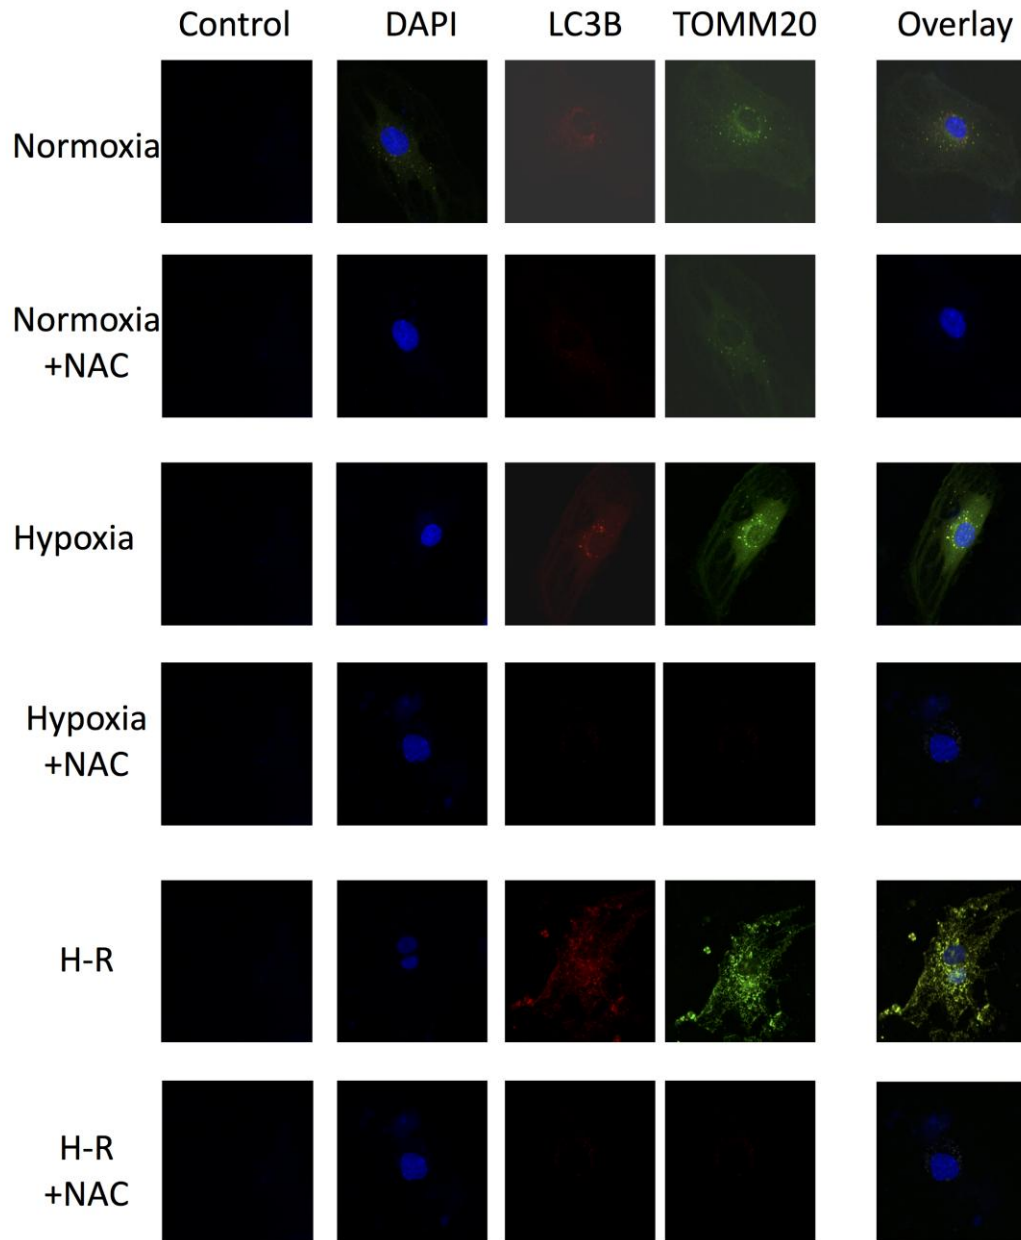 Control DAPI LC3B TOMM20 Overlay
Normoxia
Normoxia
+NAC
Hypoxia
Hypoxia
+NAC
H-R
H-R
+NAC